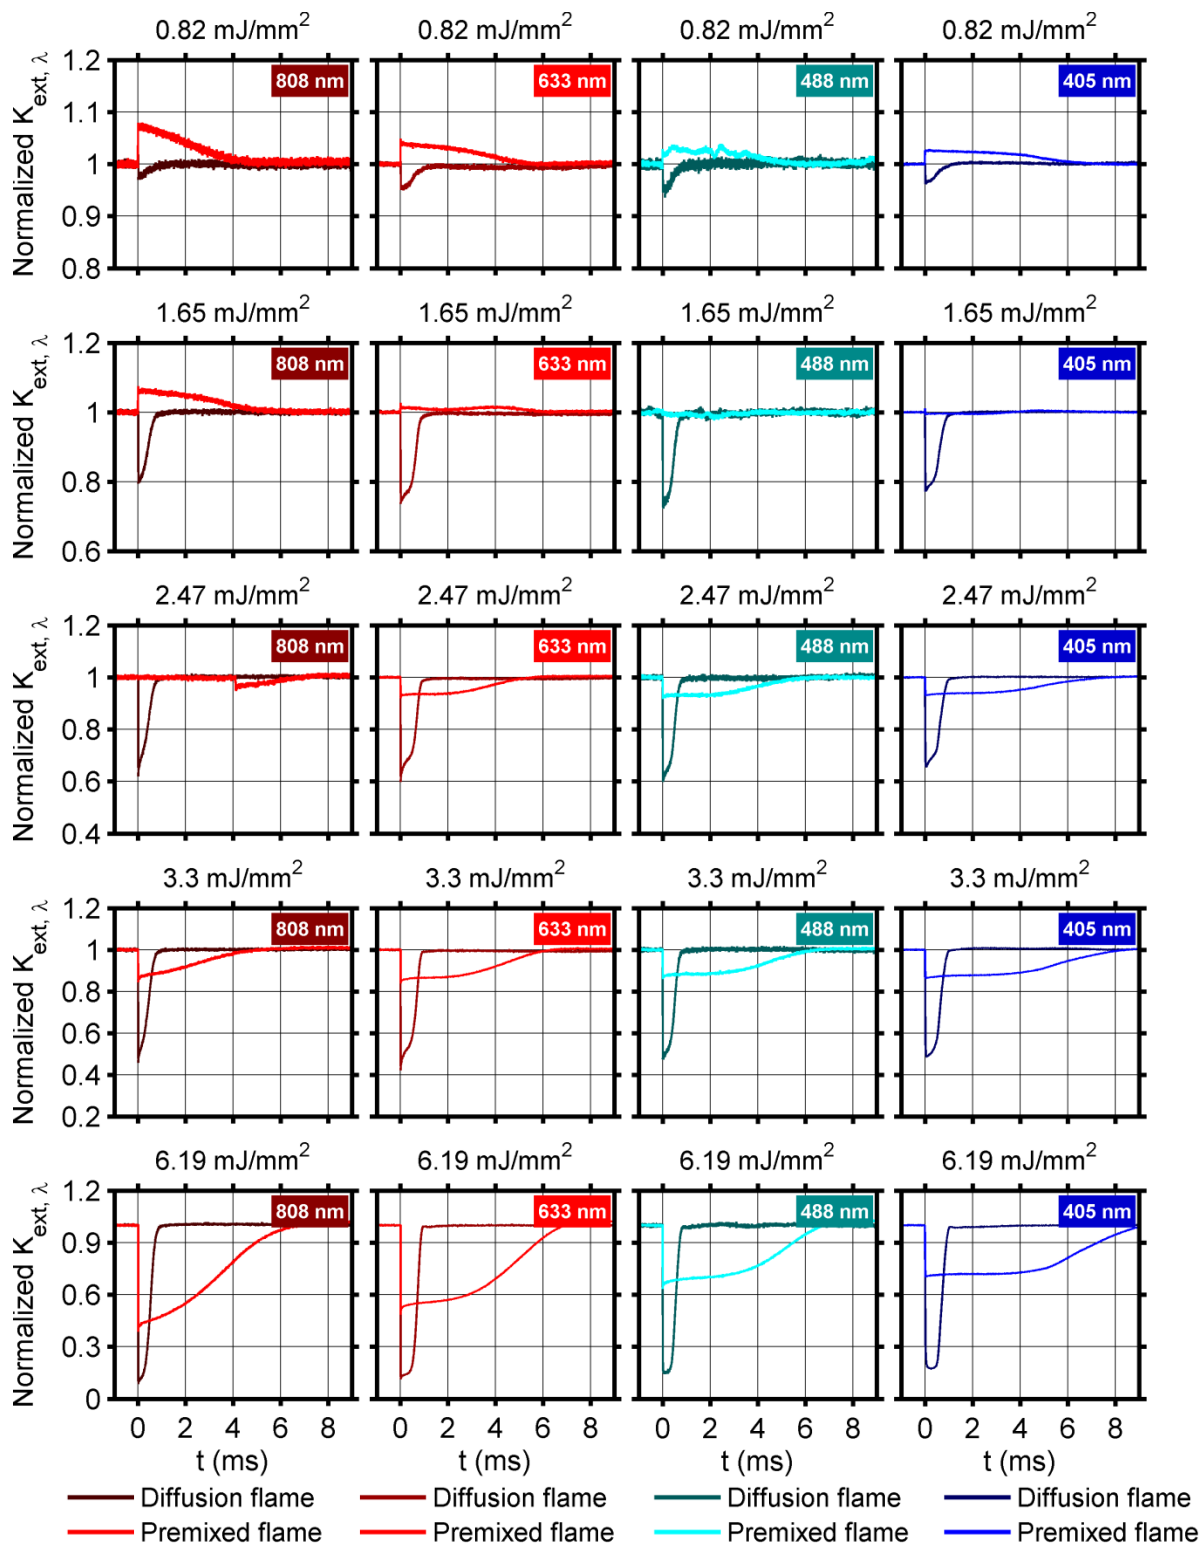 0.82 mJ/mm² 0.82 mJ/mm² 0.82 mJ/mm² 0.82 mJ/mm²
Normalized K_ext, λ
1.2
1.1
1
0.9
0.8
808 nm 633 nm 488 nm 405 nm
1.65 mJ/mm² 1.65 mJ/mm² 1.65 mJ/mm² 1.65 mJ/mm²
Normalized K_ext, λ
1.2
1
0.8
0.6
808 nm 633 nm 488 nm 405 nm
2.47 mJ/mm² 2.47 mJ/mm² 2.47 mJ/mm² 2.47 mJ/mm²
Normalized K_ext, λ
1.2
1
0.8
0.6
0.4
808 nm 633 nm 488 nm 405 nm
3.3 mJ/mm² 3.3 mJ/mm² 3.3 mJ/mm² 3.3 mJ/mm²
Normalized K_ext, λ
1.2
1
0.8
0.6
0.4
0.2
808 nm 633 nm 488 nm 405 nm
6.19 mJ/mm² 6.19 mJ/mm² 6.19 mJ/mm² 6.19 mJ/mm²
Normalized K_ext, λ
1.2
0.9
0.6
0.3
0
808 nm 633 nm 488 nm 405 nm
0 2 4 6 8 0 2 4 6 8 0 2 4 6 8 0 2 4 6 8
t (ms) t (ms) t (ms) t (ms)
Diffusion flame Diffusion flame Diffusion flame Diffusion flame
Premixed flame Premixed flame Premixed flame Premixed flame